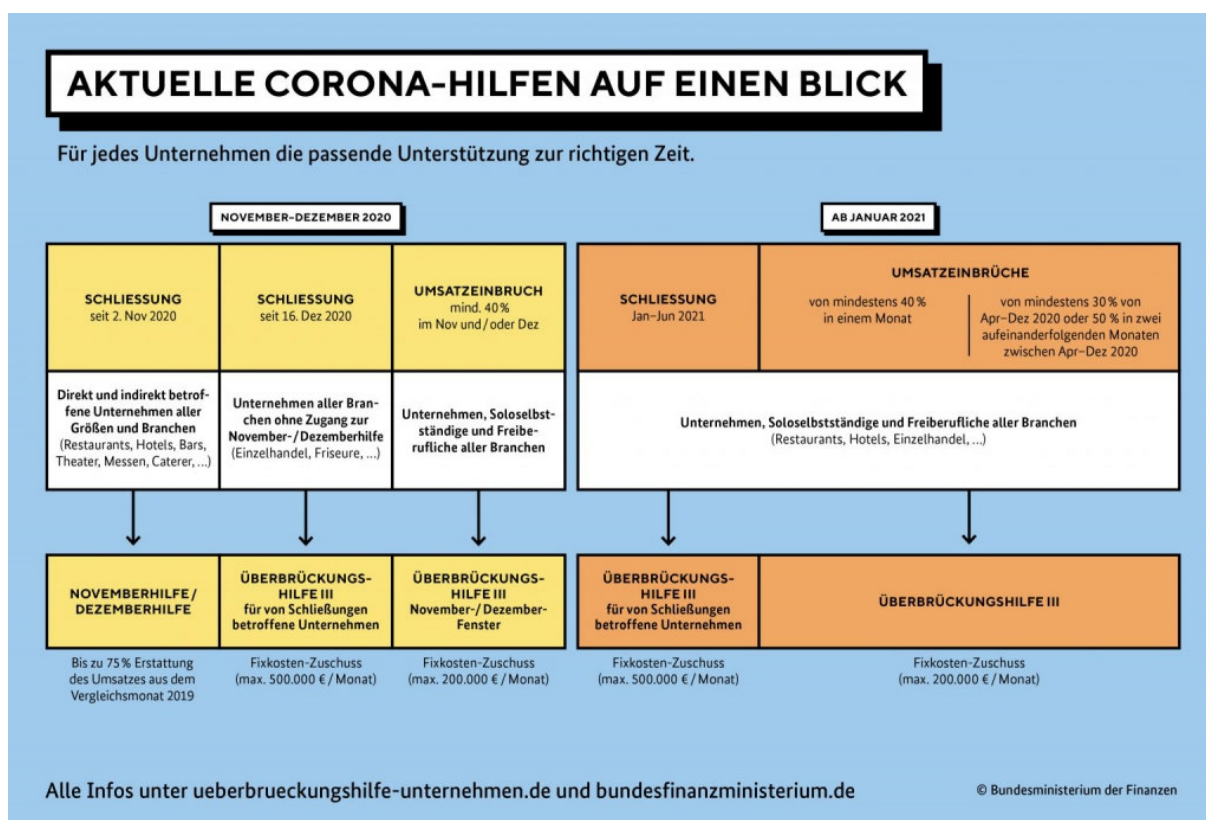 AKTUELLE CORONA-HILFEN AUF EINEN BLICK
Für jedes Unternehmen die passende Unterstützung zur richtigen Zeit.
NOVEMBER–DEZEMBER 2020
SCHLIESSUNG
seit 2. Nov 2020
SCHLIESSUNG
seit 16. Dez 2020
UMSATZEINBRUCH
mind. 40 %
im Nov und/oder Dez
Direkt und indirekt betrof-
fene Unternehmen aller
Größen und Branchen
(Restaurants, Hotels, Bars,
Theater, Messen, Caterer, ...)
Unternehmen aller Bran-
chen ohne Zugang zur
November-/Dezemberhilfe
(Einzelhandel, Friseure, ...)
Unternehmen, Soloselbst-
ständige und Freibe-
rufliche aller Branchen
NOVEMBERHILFE/
DEZEMBERHILFE
ÜBERBRÜCKUNGS-
HILFE III
für von Schließungen
betroffene Unternehmen
ÜBERBRÜCKUNGS-
HILFE III
November-/Dezember-
Fenster
Bis zu 75 % Erstattung
des Umsatzes aus dem
Vergleichsmonat 2019
Fixkosten-Zuschuss
(max. 500.000 €/Monat)
Fixkosten-Zuschuss
(max. 200.000 €/Monat)
AB JANUAR 2021
SCHLIESSUNG
Jan–Jun 2021
UMSATZEINBRÜCHE
von mindestens 40 %
in einem Monat
von mindestens 30 % von
Apr–Dez 2020 oder 50 % in zwei
aufeinanderfolgenden Monaten
zwischen Apr–Dez 2020
Unternehmen, Soloselbstständige und Freiberufliche aller Branchen
(Restaurants, Hotels, Einzelhandel, ...)
ÜBERBRÜCKUNGS-
HILFE III
für von Schließungen
betroffene Unternehmen
ÜBERBRÜCKUNGSHILFE III
Fixkosten-Zuschuss
(max. 500.000 €/Monat)
Fixkosten-Zuschuss
(max. 200.000 €/Monat)
Alle Infos unter ueberbrueckungshilfe-unternehmen.de und bundesfinanzministerium.de
© Bundesministerium der Finanzen